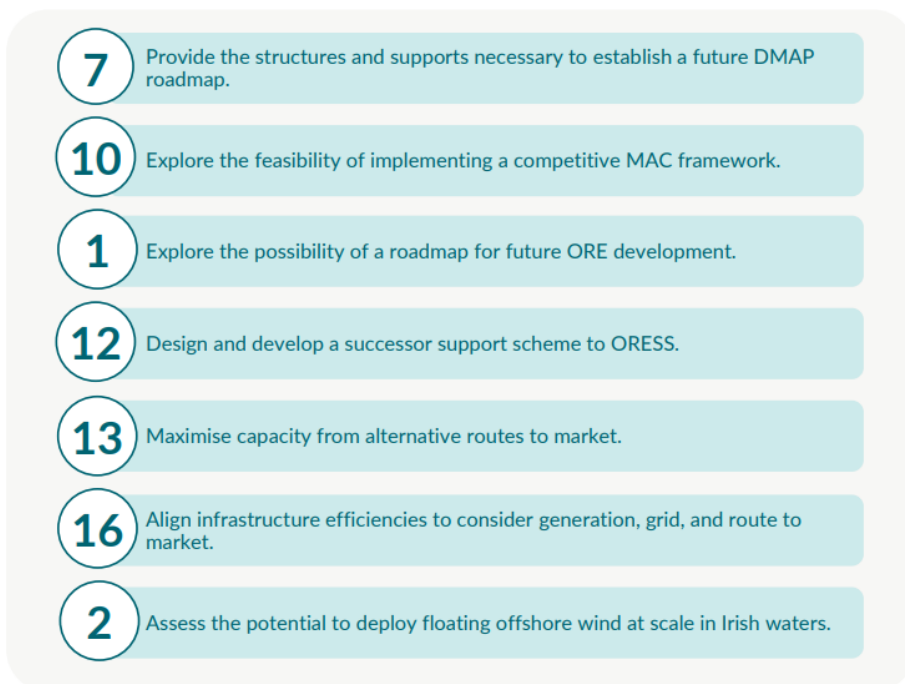 7
Provide the structures and supports necessary to establish a future DMAP
roadmap.
10
Explore the feasibility of implementing a competitive MAC framework.
1
Explore the possibility of a roadmap for future ORE development.
12
Design and develop a successor support scheme to ORESS.
13
Maximise capacity from alternative routes to market.
16
Align infrastructure efficiencies to consider generation, grid, and route to
market.
2
Assess the potential to deploy floating offshore wind at scale in Irish waters.